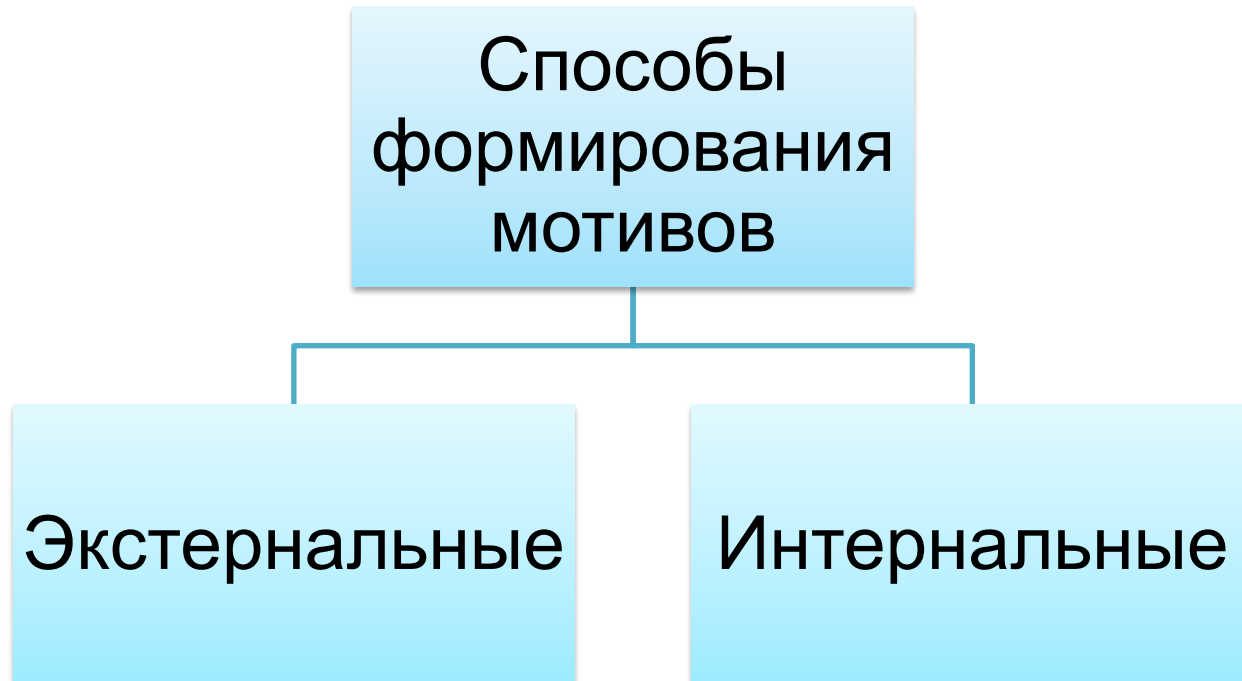 Способы
формирования
мотивов
Экстернальные
Интернальные